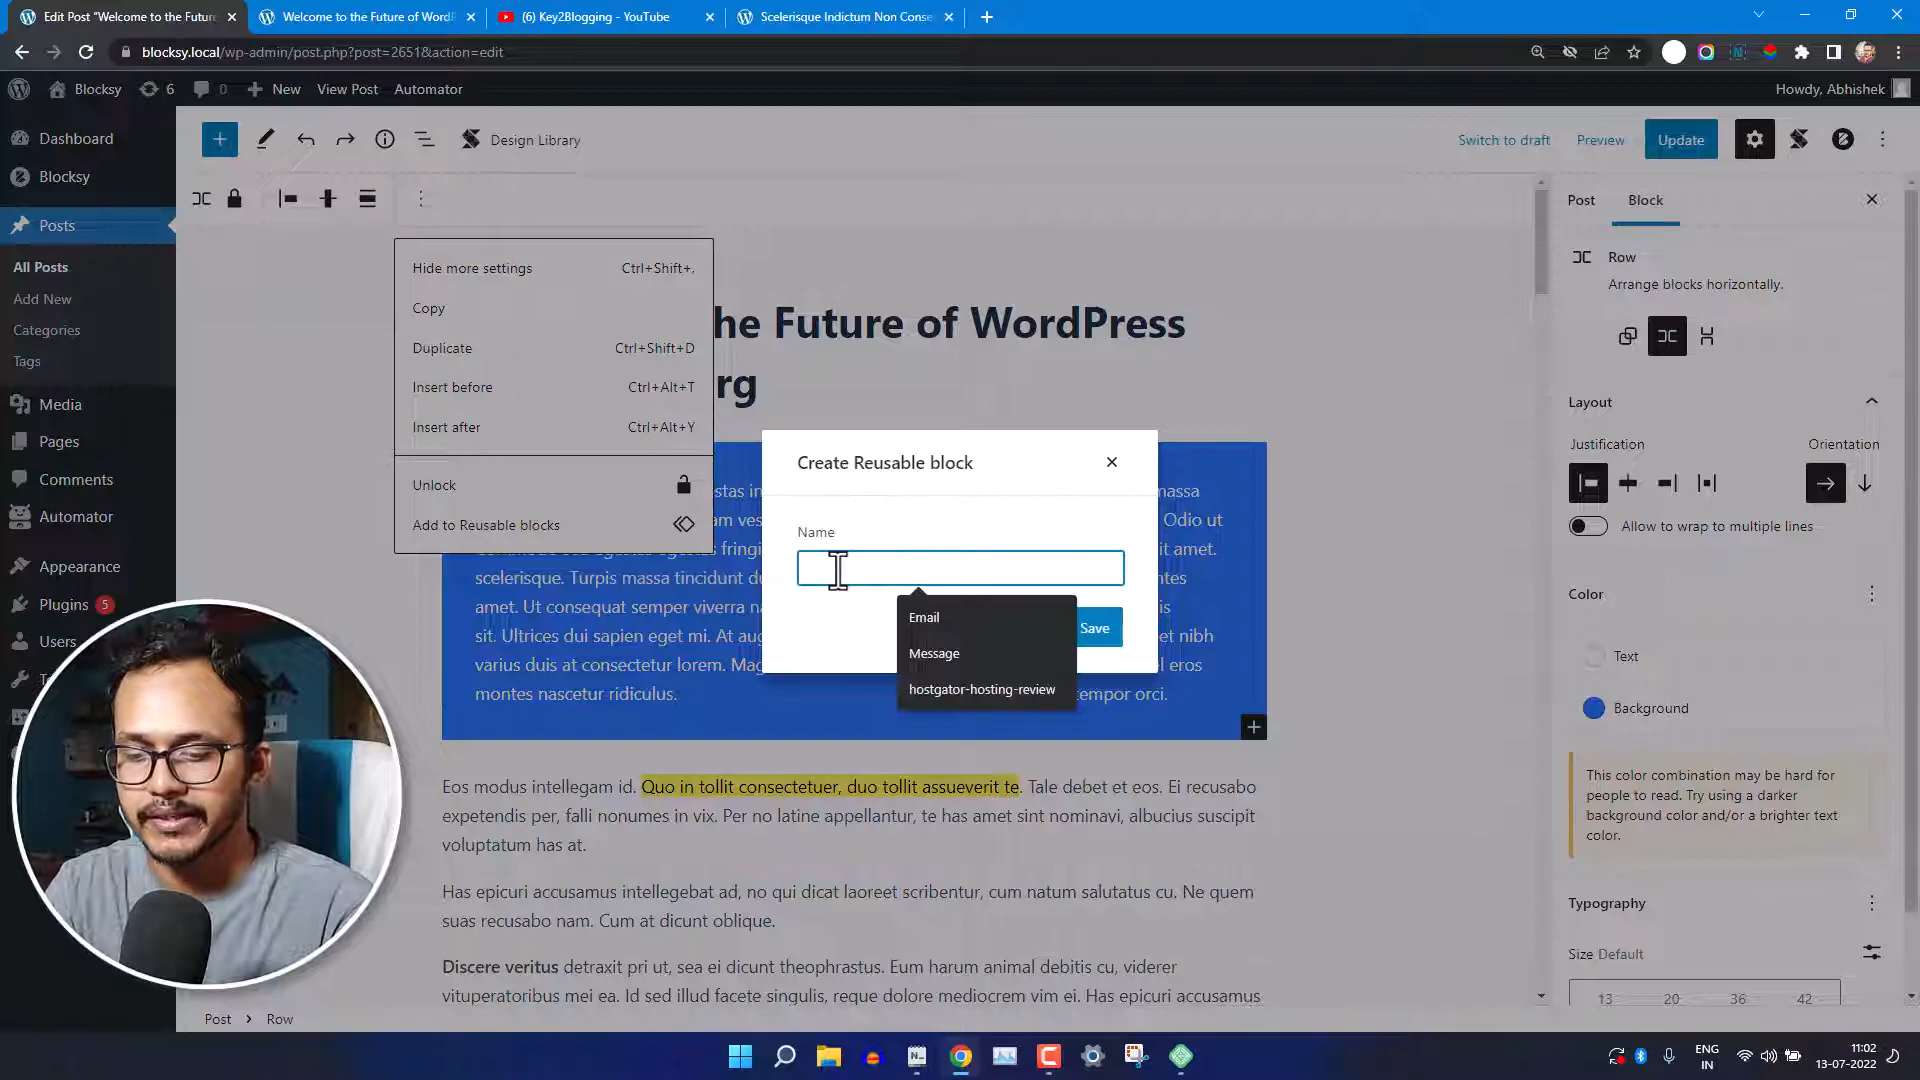 Edit Post "Welcome to the Future
Welcome to the Future of WordP
(6) Key2Blogging - YouTube
Scelerisque Indictum Non Conse
blocksy.local/wp-admin/post.php?post=2651&action=edit
Blocksy
6
0
New
View Post
Automator
Howdy, Abhishek
Dashboard
Blocksy
Posts
All Posts
Add New
Categories
Tags
Media
Pages
Comments
Automator
Appearance
Plugins 5
Users
Design Library
Switch to draft
Preview
Update
Hide more settings Ctrl+Shift+,
Copy
Duplicate Ctrl+Shift+D
Insert before Ctrl+Alt+T
Insert after Ctrl+Alt+Y
Unlock
Add to Reusable blocks
he Future of WordPress
rg
Create Reusable block
Name
Email
Message
hostgator-hosting-review
Save
stas in massa
am ves Odio ut
fringi sit amet.
scelerisque. Turpis massa tincidunt du ntes
amet. Ut consequat semper viverra na is
sit. Ultrices dui sapien eget mi. At aug et nibh
varius duis at consectetur lorem. Mag el eros
montes nascetur ridiculus. tempor orci.
Eos modus intellegam id. Quo in tollit consectetuer, duo tollit assueverit te. Tale debet et eos. Ei recusabo
expetendis per, falli nonumes in vix. Per no latine appellantur, te has amet sint nominavi, albucius suscipit
voluptatum has at.
Has epicuri accusamus intellegebat ad, no qui dicat laoreet scribentur, cum natum salutatus cu. Ne quem
suas recusabo nam. Cum at dicunt oblique.
Discere veritus detraxit pri ut, sea ei dicunt theophrastus. Eum harum animal debitis cu, viderer
vituperatoribus mei ea. Id sed illud facete singulis, reque dolore mediocrem vim ei. Has epicuri accusamus
Post
Row
Post
Block
Row
Arrange blocks horizontally.
Layout
Justification
Orientation
Allow to wrap to multiple lines
Color
Text
Background
This color combination may be hard for
people to read. Try using a darker
background color and/or a brighter text
color.
Typography
Size Default
13 20 36 42
ENG
IN
11:02
13-07-2022